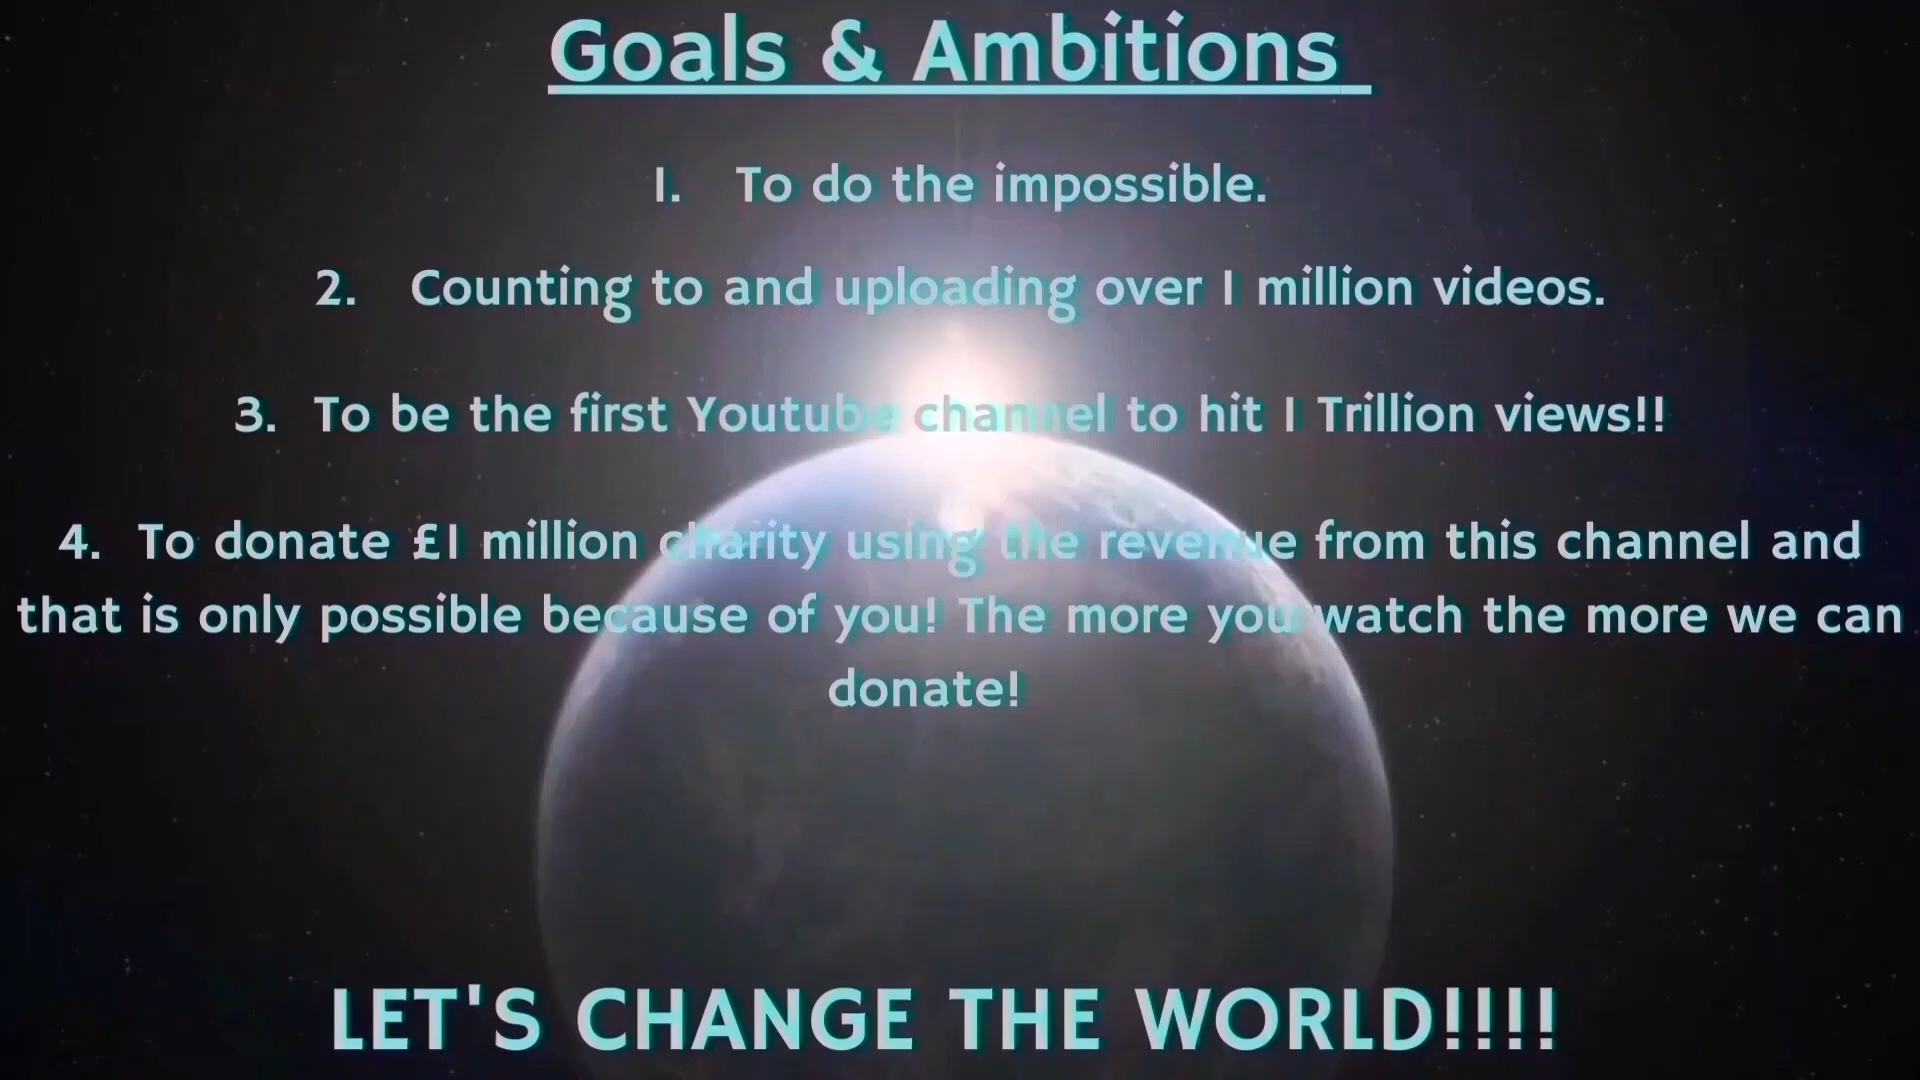 Goals & Ambitions
1. To do the impossible.
2. Counting to and uploading over 1 million videos.
3. To be the first Youtube channel to hit 1 Trillion views!!
4. To donate £1 million charity using the revenue from this channel and
that is only possible because of you! The more you watch the more we can
donate!
LET'S CHANGE THE WORLD!!!!